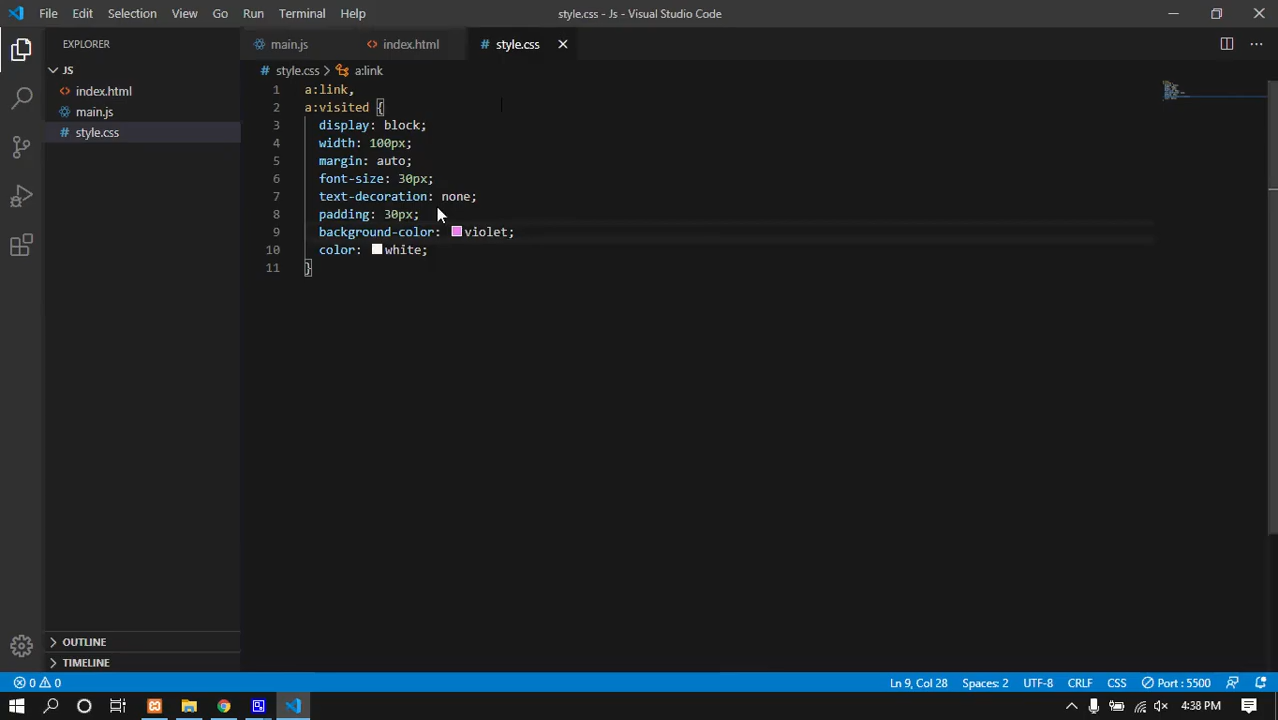 File Edit Selection View Go Run Terminal Help
style.css - Js - Visual Studio Code
EXPLORER
JS
index.html
main.js
style.css
main.js index.html style.css
style.css > a:link
1 a:link,
2 a:visited {
3 display: block;
4 width: 100px;
5 margin: auto;
6 font-size: 30px;
7 text-decoration: none;
8 padding: 30px;
9 background-color: violet;
10 color: white;
11 }
OUTLINE
TIMELINE
0 0
Ln 9, Col 28 Spaces: 2 UTF-8 CRLF CSS Port : 5500
4:38 PM